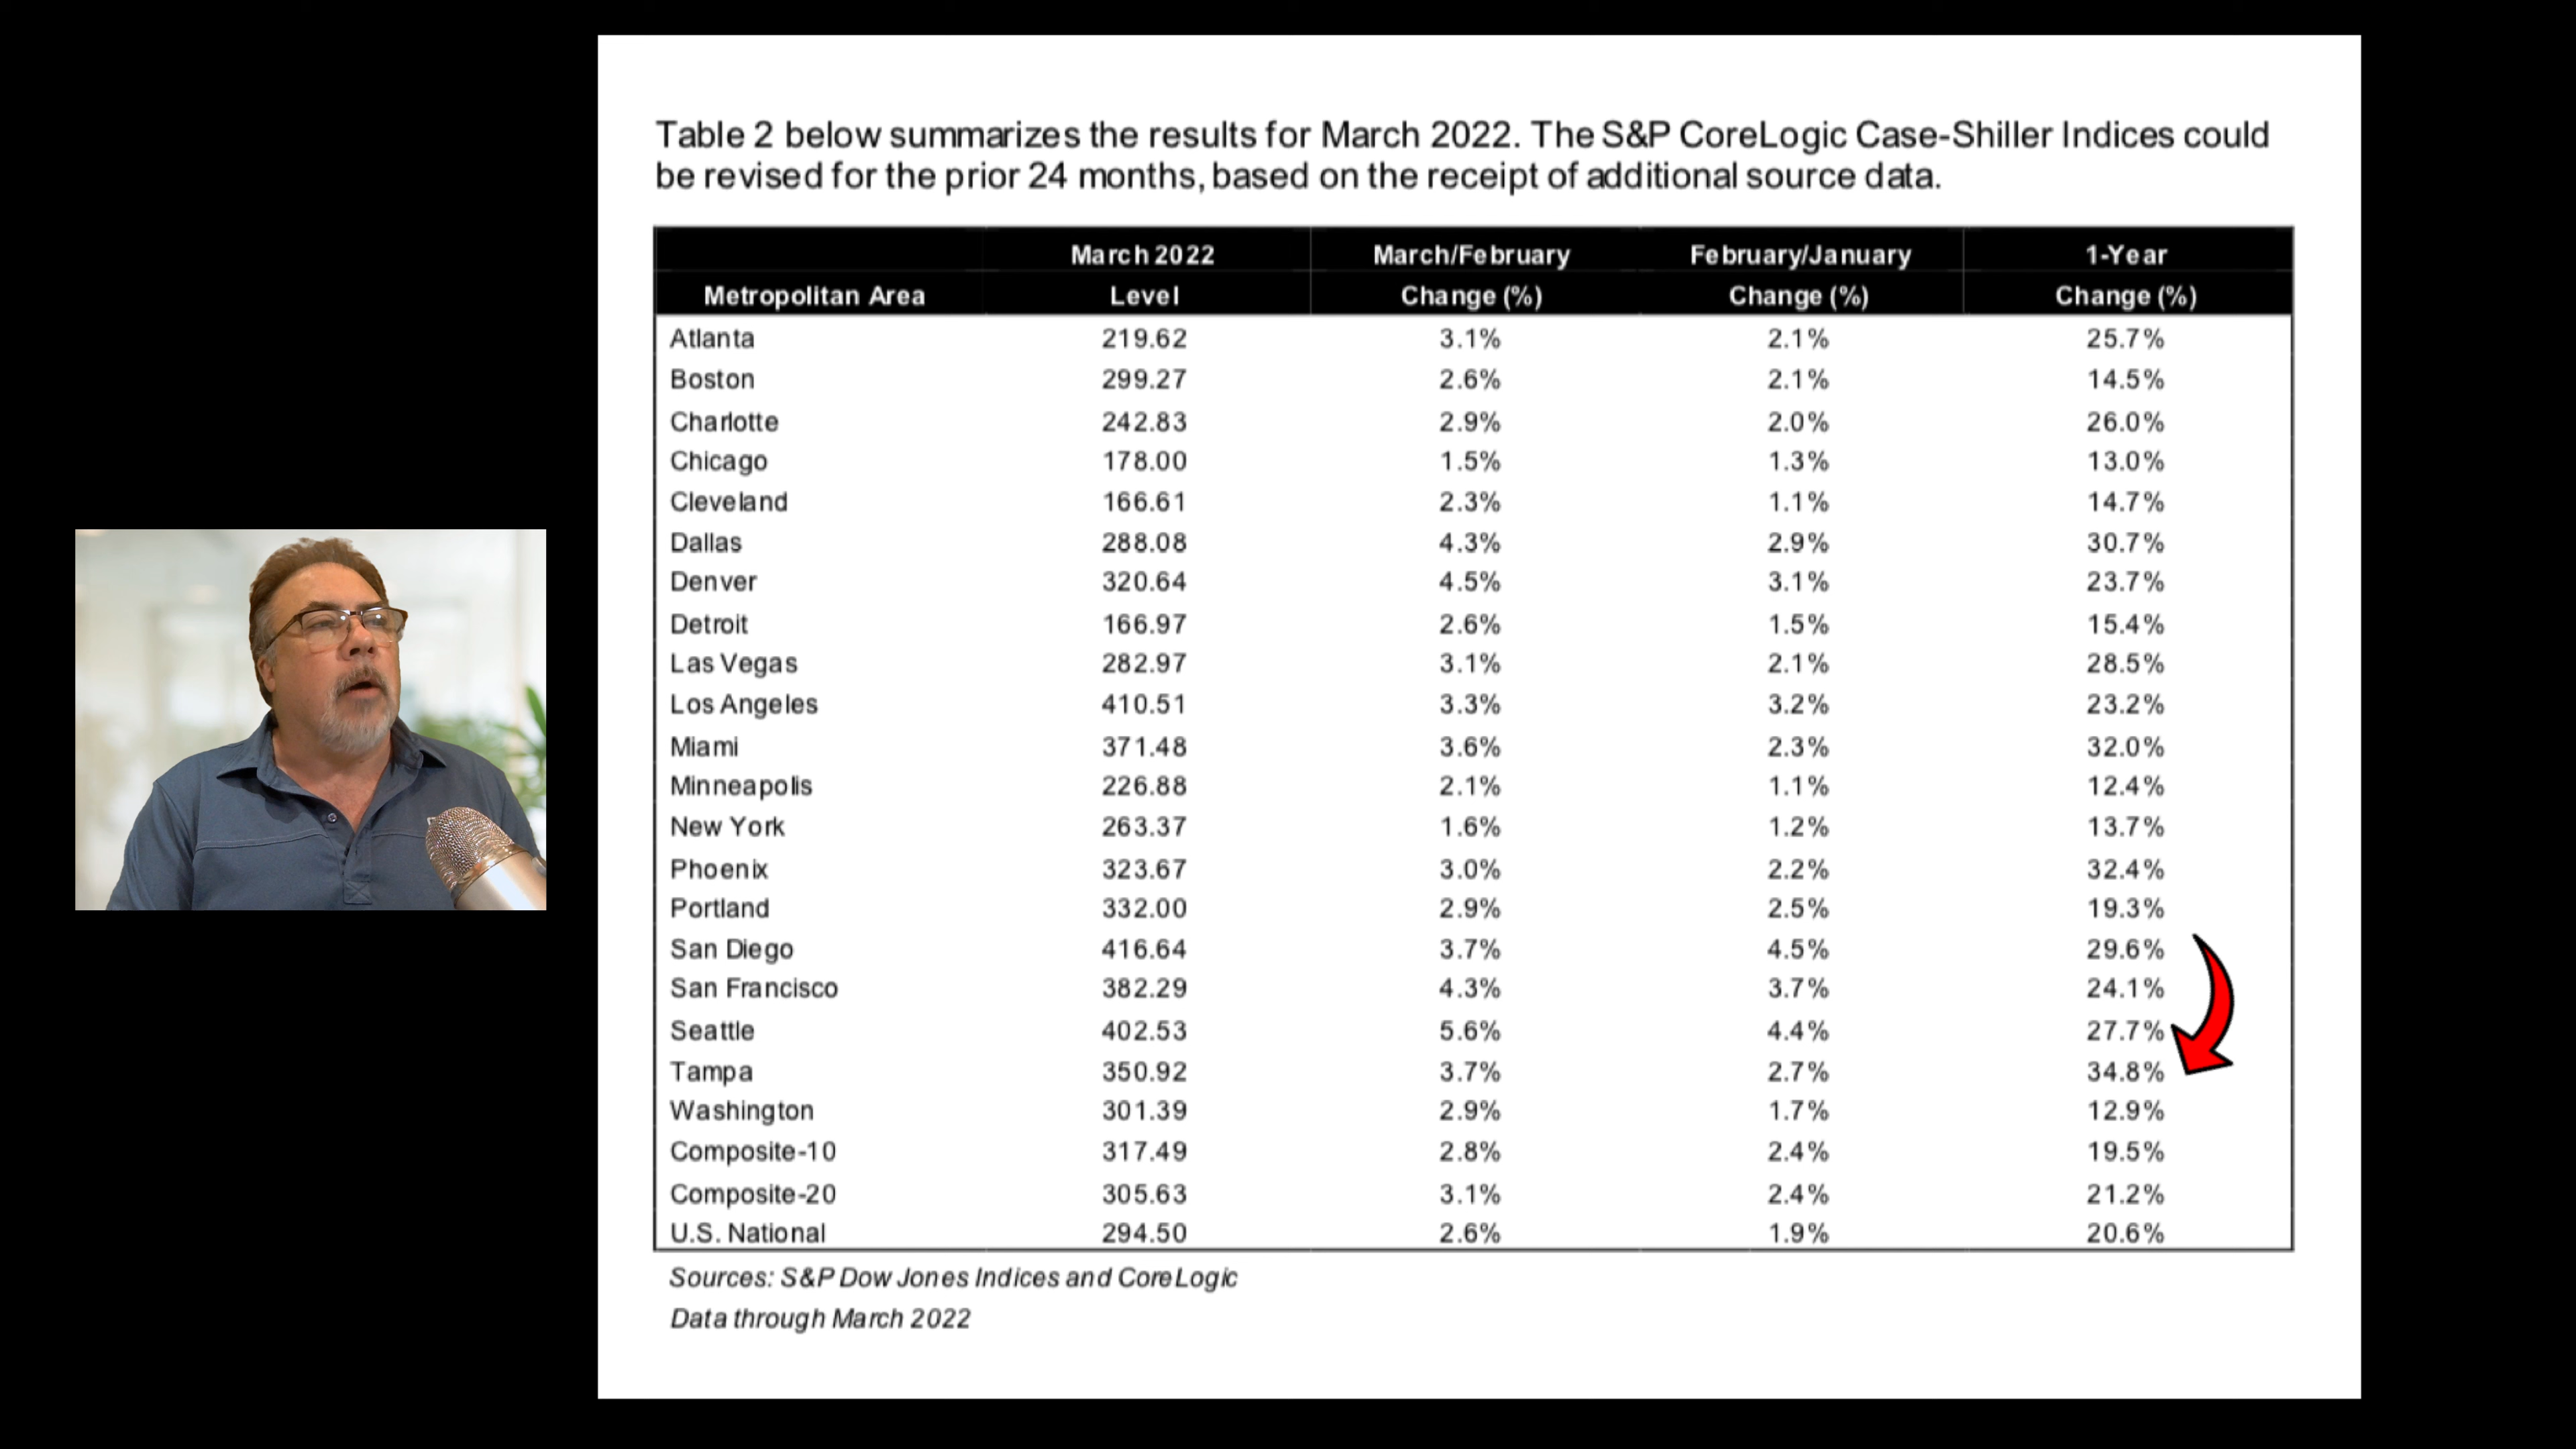 Table 2 below summarizes the results for March 2022. The S&P CoreLogic Case-Shiller Indices could
be revised for the prior 24 months, based on the receipt of additional source data.
March 2022 March/February February/January 1-Year
Metropolitan Area Level Change (%) Change (%) Change (%)
Atlanta 219.62 3.1% 2.1% 25.7%
Boston 299.27 2.6% 2.1% 14.5%
Charlotte 242.83 2.9% 2.0% 26.0%
Chicago 178.00 1.5% 1.3% 13.0%
Cleveland 166.61 2.3% 1.1% 14.7%
Dallas 288.08 4.3% 2.9% 30.7%
Denver 320.64 4.5% 3.1% 23.7%
Detroit 166.97 2.6% 1.5% 15.4%
Las Vegas 282.97 3.1% 2.1% 28.5%
Los Angeles 410.51 3.3% 3.2% 23.2%
Miami 371.48 3.6% 2.3% 32.0%
Minneapolis 226.88 2.1% 1.1% 12.4%
New York 263.37 1.6% 1.2% 13.7%
Phoenix 323.67 3.0% 2.2% 32.4%
Portland 332.00 2.9% 2.5% 19.3%
San Diego 416.64 3.7% 4.5% 29.6%
San Francisco 382.29 4.3% 3.7% 24.1%
Seattle 402.53 5.6% 4.4% 27.7%
Tampa 350.92 3.7% 2.7% 34.8%
Washington 301.39 2.9% 1.7% 12.9%
Composite-10 317.49 2.8% 2.4% 19.5%
Composite-20 305.63 3.1% 2.4% 21.2%
U.S. National 294.50 2.6% 1.9% 20.6%
Sources: S&P Dow Jones Indices and CoreLogic
Data through March 2022